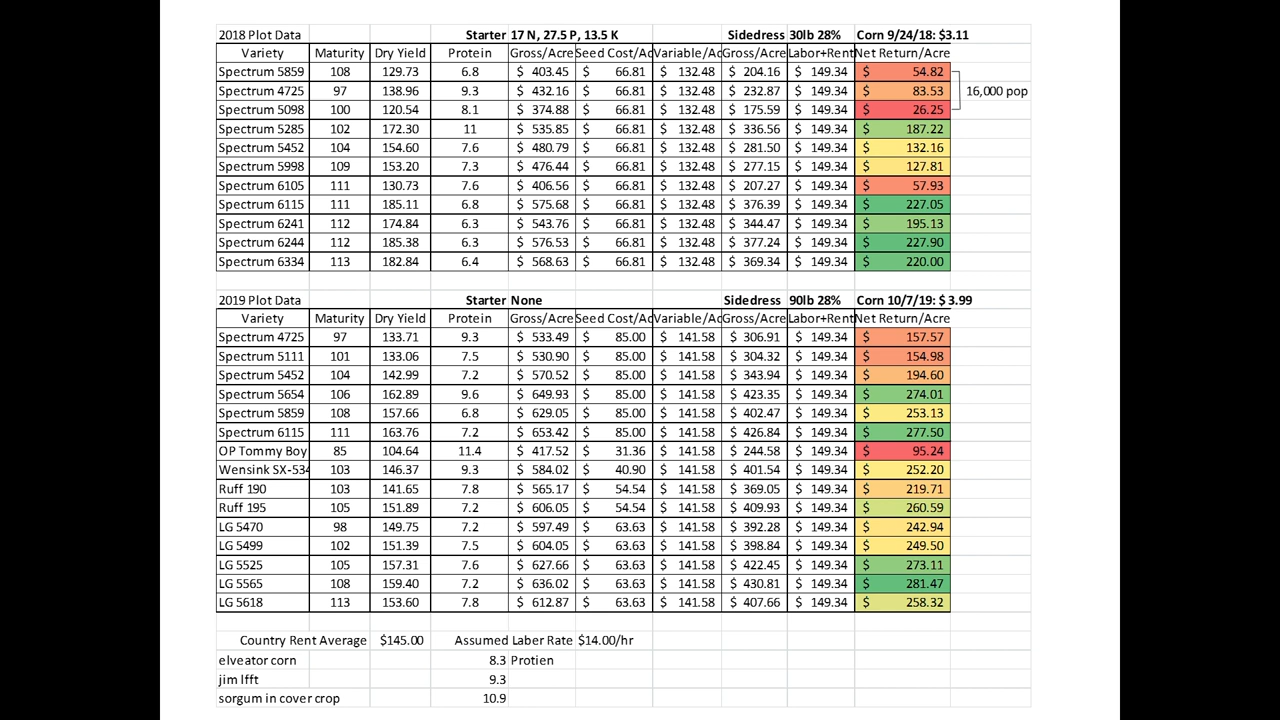 2018 Plot Data Starter 17 N, 27.5 P, 13.5 K Sidedress 30lb 28% Corn 9/24/18: $3.11
Variety Maturity Dry Yield Protein Gross/Acre Seed Cost/Ac Variable/Ac Gross/Acre Labor+Rent Net Return/Acre
Spectrum 5859 108 129.73 6.8 $ 403.45 $ 66.81 $ 132.48 $ 204.16 $ 149.34 $ 54.82
Spectrum 4725 97 138.96 9.3 $ 432.16 $ 66.81 $ 132.48 $ 232.87 $ 149.34 $ 83.53 16,000 pop
Spectrum 5098 100 120.54 8.1 $ 374.88 $ 66.81 $ 132.48 $ 175.59 $ 149.34 $ 26.25
Spectrum 5285 102 172.30 11 $ 535.85 $ 66.81 $ 132.48 $ 336.56 $ 149.34 $ 187.22
Spectrum 5452 104 154.60 7.6 $ 480.79 $ 66.81 $ 132.48 $ 281.50 $ 149.34 $ 132.16
Spectrum 5998 109 153.20 7.3 $ 476.44 $ 66.81 $ 132.48 $ 277.15 $ 149.34 $ 127.81
Spectrum 6105 111 130.73 7.6 $ 406.56 $ 66.81 $ 132.48 $ 207.27 $ 149.34 $ 57.93
Spectrum 6115 111 185.11 6.8 $ 575.68 $ 66.81 $ 132.48 $ 376.39 $ 149.34 $ 227.05
Spectrum 6241 112 174.84 6.3 $ 543.76 $ 66.81 $ 132.48 $ 344.47 $ 149.34 $ 195.13
Spectrum 6244 112 185.38 6.3 $ 576.53 $ 66.81 $ 132.48 $ 377.24 $ 149.34 $ 227.90
Spectrum 6334 113 182.84 6.4 $ 568.63 $ 66.81 $ 132.48 $ 369.34 $ 149.34 $ 220.00
2019 Plot Data Starter None Sidedress 90lb 28% Corn 10/7/19: $ 3.99
Variety Maturity Dry Yield Protein Gross/Acre Seed Cost/Ac Variable/Ac Gross/Acre Labor+Rent Net Return/Acre
Spectrum 4725 97 133.71 9.3 $ 533.49 $ 85.00 $ 141.58 $ 306.91 $ 149.34 $ 157.57
Spectrum 5111 101 133.06 7.5 $ 530.90 $ 85.00 $ 141.58 $ 304.32 $ 149.34 $ 154.98
Spectrum 5452 104 142.99 7.2 $ 570.52 $ 85.00 $ 141.58 $ 343.94 $ 149.34 $ 194.60
Spectrum 5654 106 162.89 9.6 $ 649.93 $ 85.00 $ 141.58 $ 423.35 $ 149.34 $ 274.01
Spectrum 5859 108 157.66 6.8 $ 629.05 $ 85.00 $ 141.58 $ 402.47 $ 149.34 $ 253.13
Spectrum 6115 111 163.76 7.2 $ 653.42 $ 85.00 $ 141.58 $ 426.84 $ 149.34 $ 277.50
OP Tommy Boy 85 104.64 11.4 $ 417.52 $ 31.36 $ 141.58 $ 244.58 $ 149.34 $ 95.24
Wensink SX-534 103 146.37 9.3 $ 584.02 $ 40.90 $ 141.58 $ 401.54 $ 149.34 $ 252.20
Ruff 190 103 141.65 7.8 $ 565.17 $ 54.54 $ 141.58 $ 369.05 $ 149.34 $ 219.71
Ruff 195 105 151.89 7.2 $ 606.05 $ 54.54 $ 141.58 $ 409.93 $ 149.34 $ 260.59
LG 5470 98 149.75 7.2 $ 597.49 $ 63.63 $ 141.58 $ 392.28 $ 149.34 $ 242.94
LG 5499 102 151.39 7.5 $ 604.05 $ 63.63 $ 141.58 $ 398.84 $ 149.34 $ 249.50
LG 5525 105 157.31 7.6 $ 627.66 $ 63.63 $ 141.58 $ 422.45 $ 149.34 $ 273.11
LG 5565 108 159.40 7.2 $ 636.02 $ 63.63 $ 141.58 $ 430.81 $ 149.34 $ 281.47
LG 5618 113 153.60 7.8 $ 612.87 $ 63.63 $ 141.58 $ 407.66 $ 149.34 $ 258.32
Country Rent Average $145.00 Assumed Laber Rate $14.00/hr
elveator corn 8.3 Protien
jim lfft 9.3
sorgum in cover crop 10.9